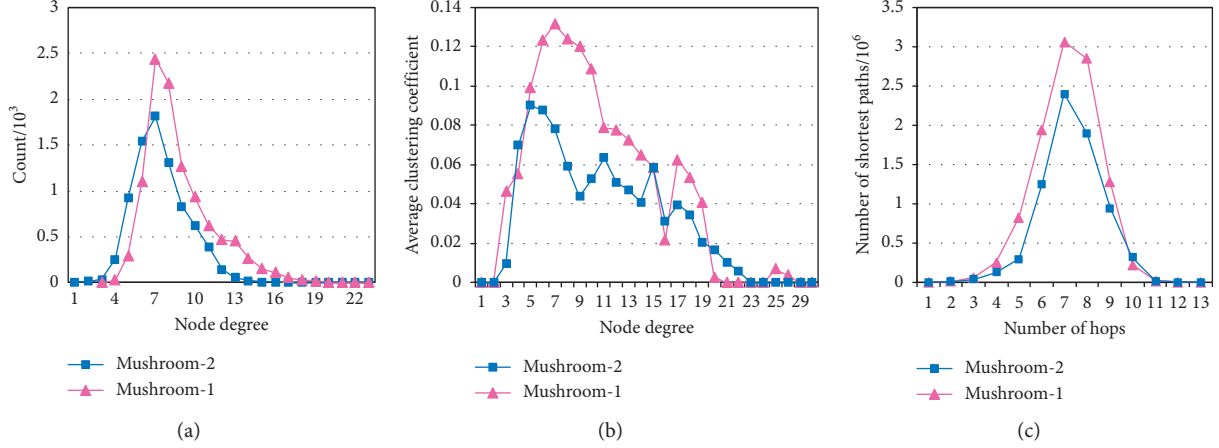 3
2.5
2
1.5
1
0.5
0
Count/10³
1 4 7 10 13 16 19 22
Node degree
Mushroom-2
Mushroom-1
(a)
0.14
0.12
0.1
0.08
0.06
0.04
0.02
0
Average clustering coefficient
1 3 5 7 9 11 13 15 17 19 21 23 25 29
Node degree
Mushroom-2
Mushroom-1
(b)
3.5
3
2.5
2
1.5
1
0.5
0
Number of shortest paths/10⁶
1 2 3 4 5 6 7 8 9 10 11 12 13
Number of hops
Mushroom-2
Mushroom-1
(c)